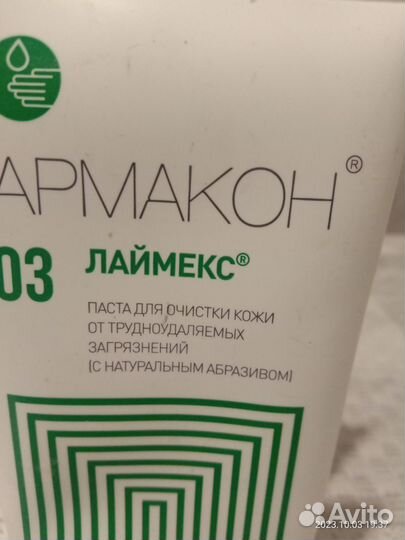 АРМАКОН®
03 ЛАЙМЕКС®
ПАСТА ДЛЯ ОЧИСТКИ КОЖИ
ОТ ТРУДНОУДАЛЯЕМЫХ
ЗАГРЯЗНЕНИЙ
(С НАТУРАЛЬНЫМ АБРАЗИВОМ)
Avito
2023.10.03 19:37